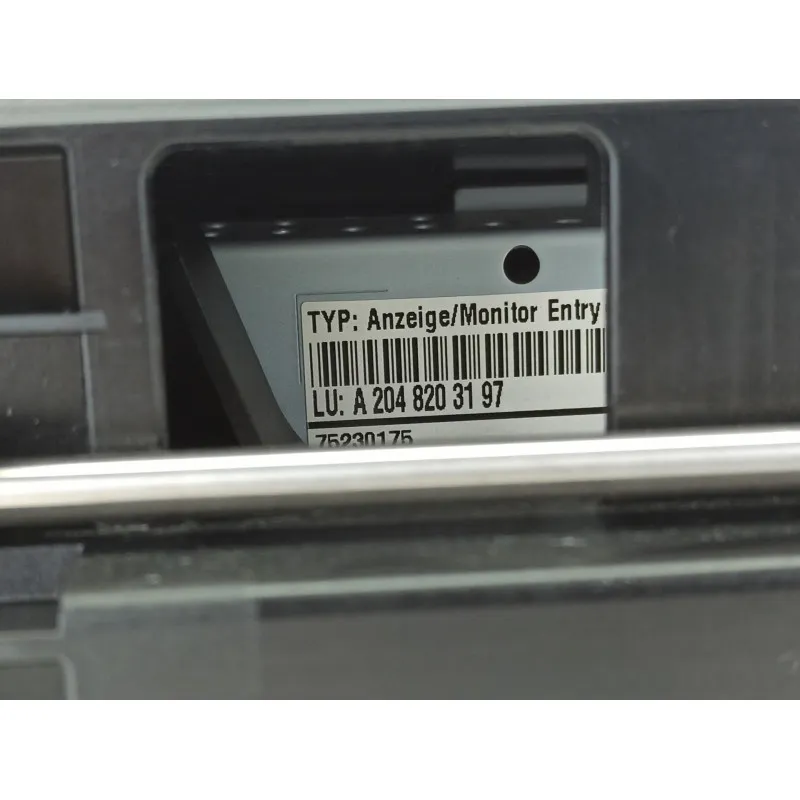 TYP: Anzeige/Monitor Entry
LU: A 204 820 31 97
75230175